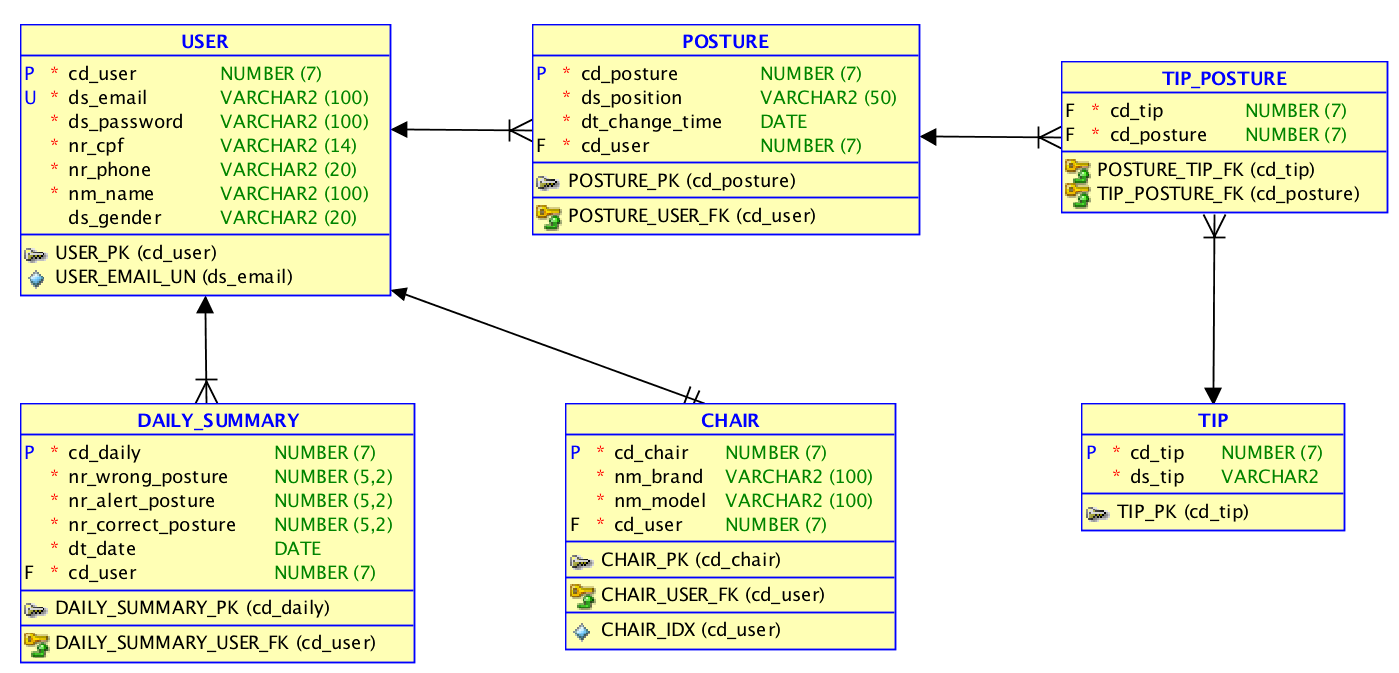 USER
P * cd_user NUMBER (7)
U * ds_email VARCHAR2 (100)
* ds_password VARCHAR2 (100)
* nr_cpf VARCHAR2 (14)
* nr_phone VARCHAR2 (20)
* nm_name VARCHAR2 (100)
ds_gender VARCHAR2 (20)
USER_PK (cd_user)
USER_EMAIL_UN (ds_email)
POSTURE
P * cd_posture NUMBER (7)
* ds_position VARCHAR2 (50)
* dt_change_time DATE
F * cd_user NUMBER (7)
POSTURE_PK (cd_posture)
POSTURE_USER_FK (cd_user)
TIP_POSTURE
F * cd_tip NUMBER (7)
F * cd_posture NUMBER (7)
POSTURE_TIP_FK (cd_tip)
TIP_POSTURE_FK (cd_posture)
DAILY_SUMMARY
P * cd_daily NUMBER (7)
* nr_wrong_posture NUMBER (5,2)
* nr_alert_posture NUMBER (5,2)
* nr_correct_posture NUMBER (5,2)
* dt_date DATE
F * cd_user NUMBER (7)
DAILY_SUMMARY_PK (cd_daily)
DAILY_SUMMARY_USER_FK (cd_user)
CHAIR
P * cd_chair NUMBER (7)
* nm_brand VARCHAR2 (100)
* nm_model VARCHAR2 (100)
F * cd_user NUMBER (7)
CHAIR_PK (cd_chair)
CHAIR_USER_FK (cd_user)
CHAIR_IDX (cd_user)
TIP
P * cd_tip NUMBER (7)
* ds_tip VARCHAR2
TIP_PK (cd_tip)